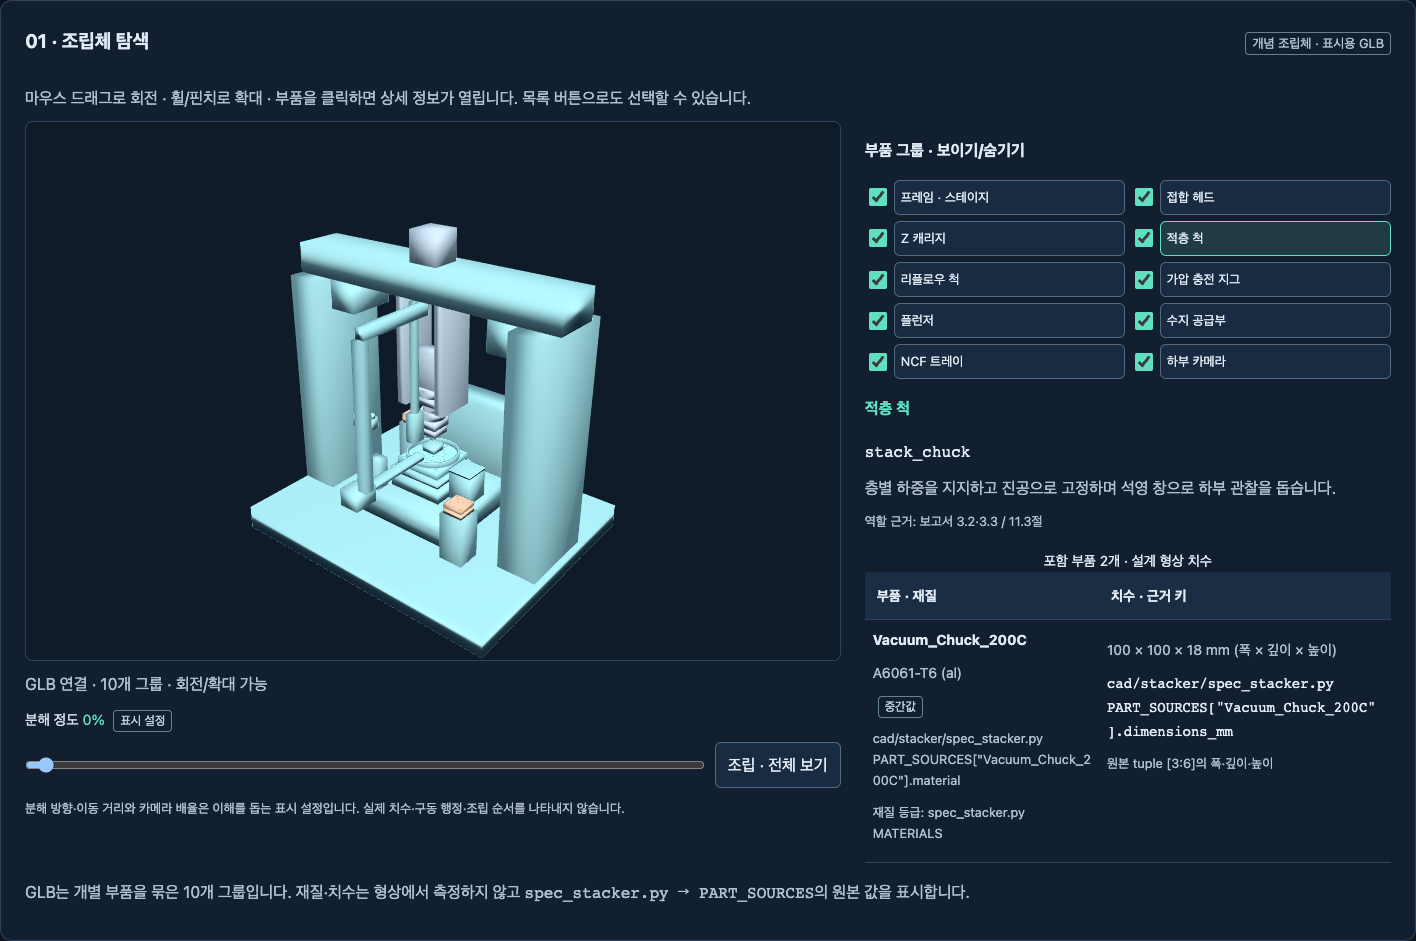 01 · 조립체 탐색
개념 조립체 · 표시용 GLB
마우스 드래그로 회전 · 휠/핀치로 확대 · 부품을 클릭하면 상세 정보가 열립니다. 목록 버튼으로도 선택할 수 있습니다.
부품 그룹 · 보이기/숨기기
프레임 · 스테이지
접합 헤드
Z 캐리지
적층 척
리플로우 척
가압 충전 지그
플런저
수지 공급부
NCF 트레이
하부 카메라
적층 척
stack_chuck
층별 하중을 지지하고 진공으로 고정하며 석영 창으로 하부 관찰을 돕습니다.
역할 근거: 보고서 3.2·3.3 / 11.3절
포함 부품 2개 · 설계 형상 치수
부품 · 재질
치수 · 근거 키
Vacuum_Chuck_200C
A6061-T6 (al)
중간값
cad/stacker/spec_stacker.py
PART_SOURCES["Vacuum_Chuck_2
00C"].material
재질 등급: spec_stacker.py
MATERIALS
100 × 100 × 18 mm (폭 × 깊이 × 높이)
cad/stacker/spec_stacker.py
PART_SOURCES["Vacuum_Chuck_200C"
].dimensions_mm
원본 tuple [3:6]의 폭·깊이·높이
GLB 연결 · 10개 그룹 · 회전/확대 가능
분해 정도 0% 표시 설정
조립 · 전체 보기
분해 방향·이동 거리와 카메라 배율은 이해를 돕는 표시 설정입니다. 실제 치수·구동 행정·조립 순서를 나타내지 않습니다.
GLB는 개별 부품을 묶은 10개 그룹입니다. 재질·치수는 형상에서 측정하지 않고 spec_stacker.py → PART_SOURCES의 원본 값을 표시합니다.